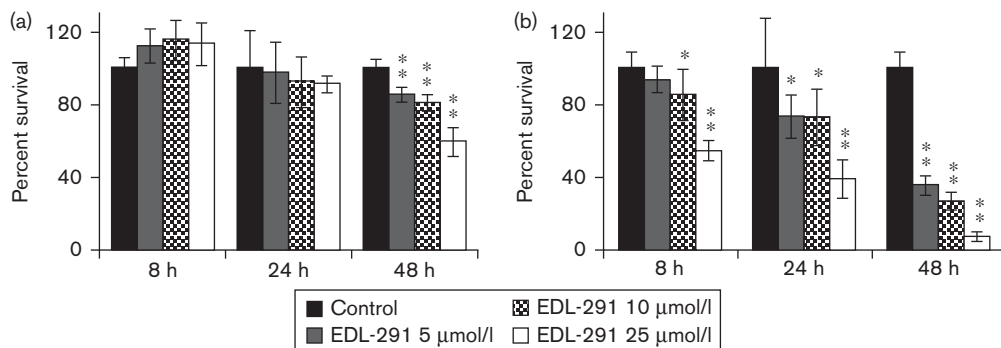 (a)
120
80
40
0
Percent survival
* *
* *
* *
8 h
24 h
48 h
(b)
120
80
40
0
Percent survival
*
* *
*
*
* *
* *
* *
* *
8 h
24 h
48 h
Control
EDL-291 5 μmol/l
EDL-291 10 μmol/l
EDL-291 25 μmol/l